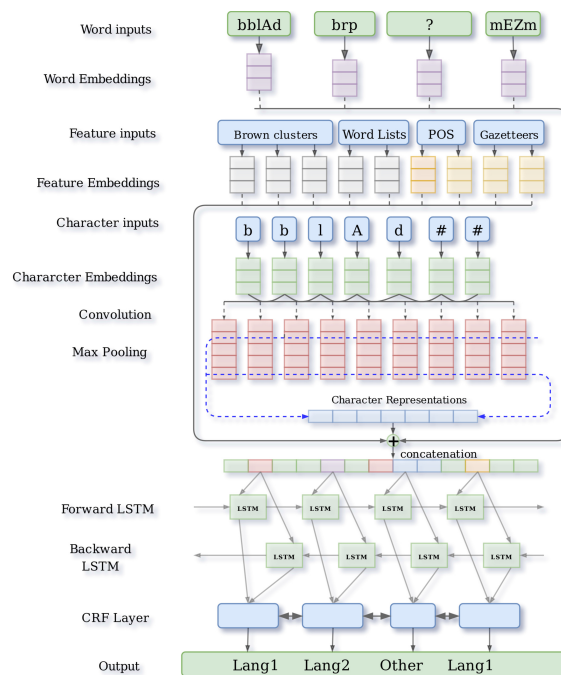 Word inputs bblAd brp ? mEZm
Word Embeddings
Feature inputs Brown clusters Word Lists POS Gazetteers
Feature Embeddings
Character inputs b b l A d # #
Chararcter Embeddings
Convolution
Max Pooling
Character Representations
+
concatenation
Forward LSTM LSTM LSTM LSTM LSTM
Backward
LSTM LSTM LSTM LSTM LSTM
CRF Layer
Output Lang1 Lang2 Other Lang1